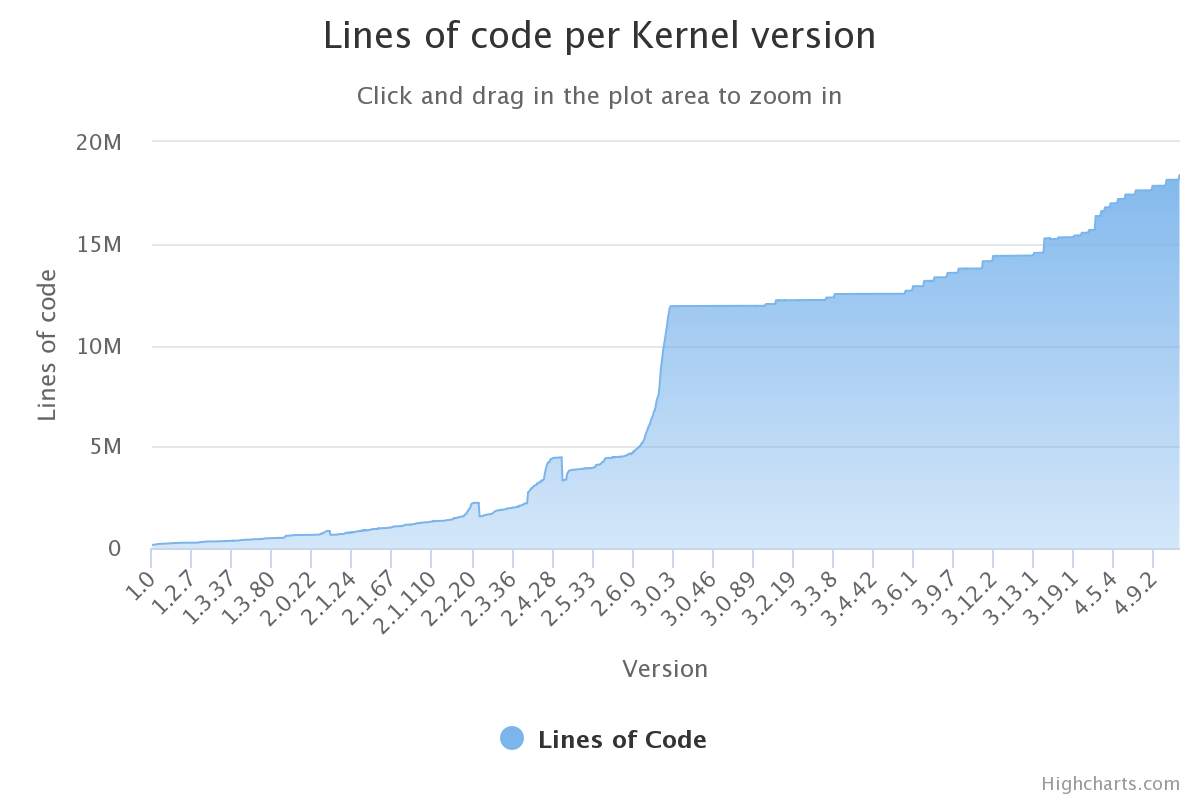 Lines of code per Kernel version
Click and drag in the plot area to zoom in
Lines of code
20M
15M
10M
5M
0
1.0
1.2.7
1.3.37
1.3.80
2.0.22
2.1.24
2.1.67
2.1.110
2.2.20
2.3.36
2.4.28
2.5.33
2.6.0
3.0.3
3.0.46
3.0.89
3.2.19
3.3.8
3.4.42
3.6.1
3.9.7
3.12.2
3.13.1
3.19.1
4.5.4
4.9.2
Version
Lines of Code
Highcharts.com